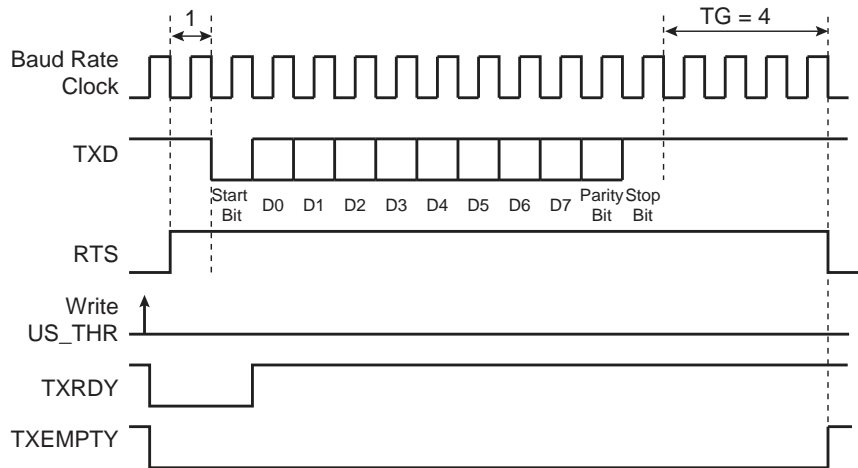 1
TG = 4
Baud Rate
Clock
TXD
Start
Bit
D0
D1
D2
D3
D4
D5
D6
D7
Parity
Bit
Stop
Bit
RTS
Write
US_THR
TXRDY
TXEMPTY